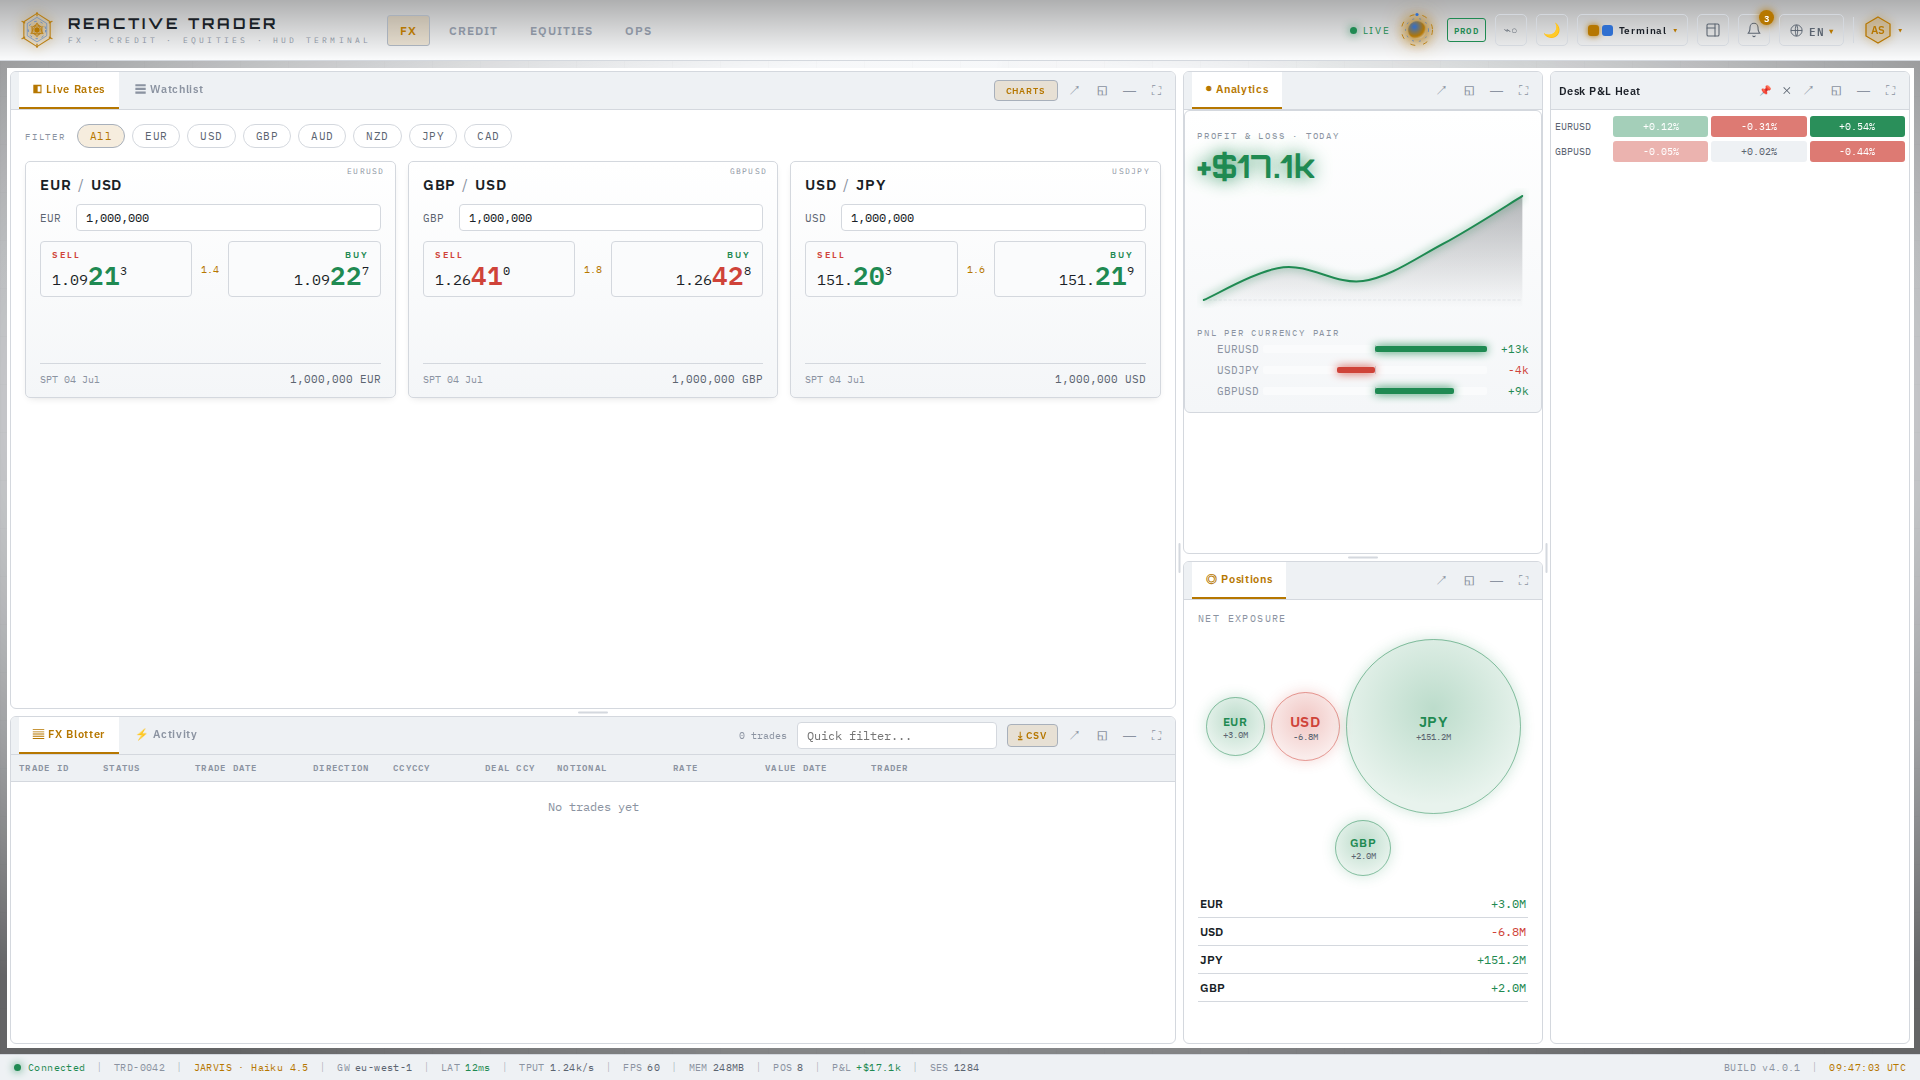 REACTIVE TRADER
FX · CREDIT · EQUITIES · HUD TERMINAL
FX CREDIT EQUITIES OPS
LIVE
PROD
Terminal
3
EN
AS
Live Rates Watchlist
CHARTS
FILTER All EUR USD GBP AUD NZD JPY CAD
EURUSD
EUR / USD
EUR 1,000,000
SELL
1.09213
1.4
BUY
1.09227
SPT 04 Jul 1,000,000 EUR
GBPUSD
GBP / USD
GBP 1,000,000
SELL
1.26410
1.8
BUY
1.26428
SPT 04 Jul 1,000,000 GBP
USDJPY
USD / JPY
USD 1,000,000
SELL
151.203
1.6
BUY
151.219
SPT 04 Jul 1,000,000 USD
FX Blotter Activity
0 trades Quick filter... CSV
TRADE ID STATUS TRADE DATE DIRECTION CCYCCY DEAL CCY NOTIONAL RATE VALUE DATE TRADER
No trades yet
Analytics
PROFIT & LOSS · TODAY
+$17.1k
PNL PER CURRENCY PAIR
EURUSD +13k
USDJPY -4k
GBPUSD +9k
Positions
NET EXPOSURE
EUR
+3.0M
USD
-6.8M
JPY
+151.2M
GBP
+2.0M
EUR +3.0M
USD -6.8M
JPY +151.2M
GBP +2.0M
Desk P&L Heat
EURUSD +0.12% -0.31% +0.54%
GBPUSD -0.05% +0.02% -0.44%
Connected | TRD-0042 | JARVIS · Haiku 4.5 | GW eu-west-1 | LAT 12ms | TPUT 1.24k/s | FPS 60 | MEM 248MB | POS 8 | P&L +$17.1k | SES 1284
BUILD v4.0.1 | 09:47:03 UTC